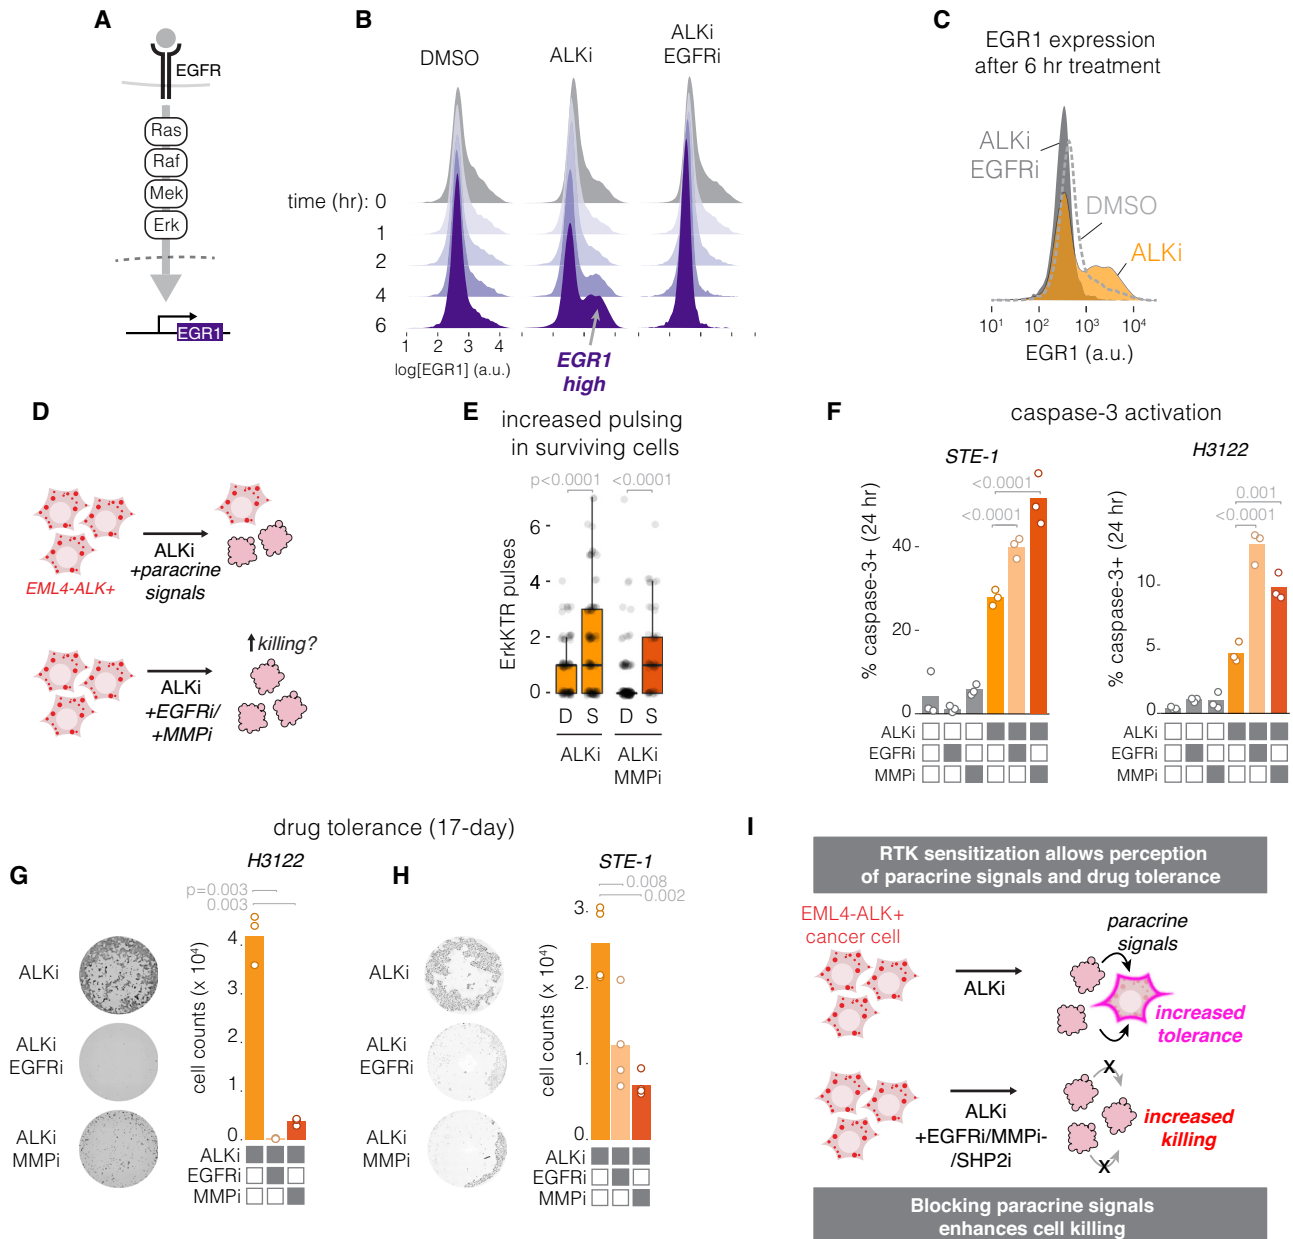 A
EGFR
Ras
Raf
Mek
Erk
EGR1
B
DMSO
ALKi
ALKi
EGFRi
time (hr): 0
1
2
4
6
1 2 3 4
log[EGR1] (a.u.)
EGR1
high
C
EGR1 expression
after 6 hr treatment
ALKi
EGFRi
DMSO
ALKi
10¹ 10² 10³ 10⁴
EGR1 (a.u.)
D
EML4-ALK+
ALKi
+paracrine
signals
killing?
ALKi
+EGFRi/
+MMPi
E
increased pulsing
in surviving cells
p<0.0001 <0.0001
ErkKTR pulses
6
4
2
0
D S D S
ALKi ALKi
MMPi
F
caspase-3 activation
STE-1
<0.0001
<0.0001
% caspase-3+ (24 hr)
40
20
0
ALKi
EGFRi
MMPi
H3122
0.001
<0.0001
% caspase-3+ (24 hr)
10
5
0
ALKi
EGFRi
MMPi
drug tolerance (17-day)
G
H3122
p=0.003
0.003
ALKi
ALKi
EGFRi
ALKi
MMPi
cell counts (x 10⁴)
4
3
2
1
0
ALKi
EGFRi
MMPi
H
STE-1
0.008
0.002
ALKi
ALKi
EGFRi
ALKi
MMPi
cell counts (x 10⁴)
3
2
1
0
ALKi
EGFRi
MMPi
I
RTK sensitization allows perception
of paracrine signals and drug tolerance
EML4-ALK+
cancer cell
ALKi
paracrine
signals
increased
tolerance
ALKi
+EGFRi/MMPi-
/SHP2i
x
x
increased
killing
Blocking paracrine signals
enhances cell killing